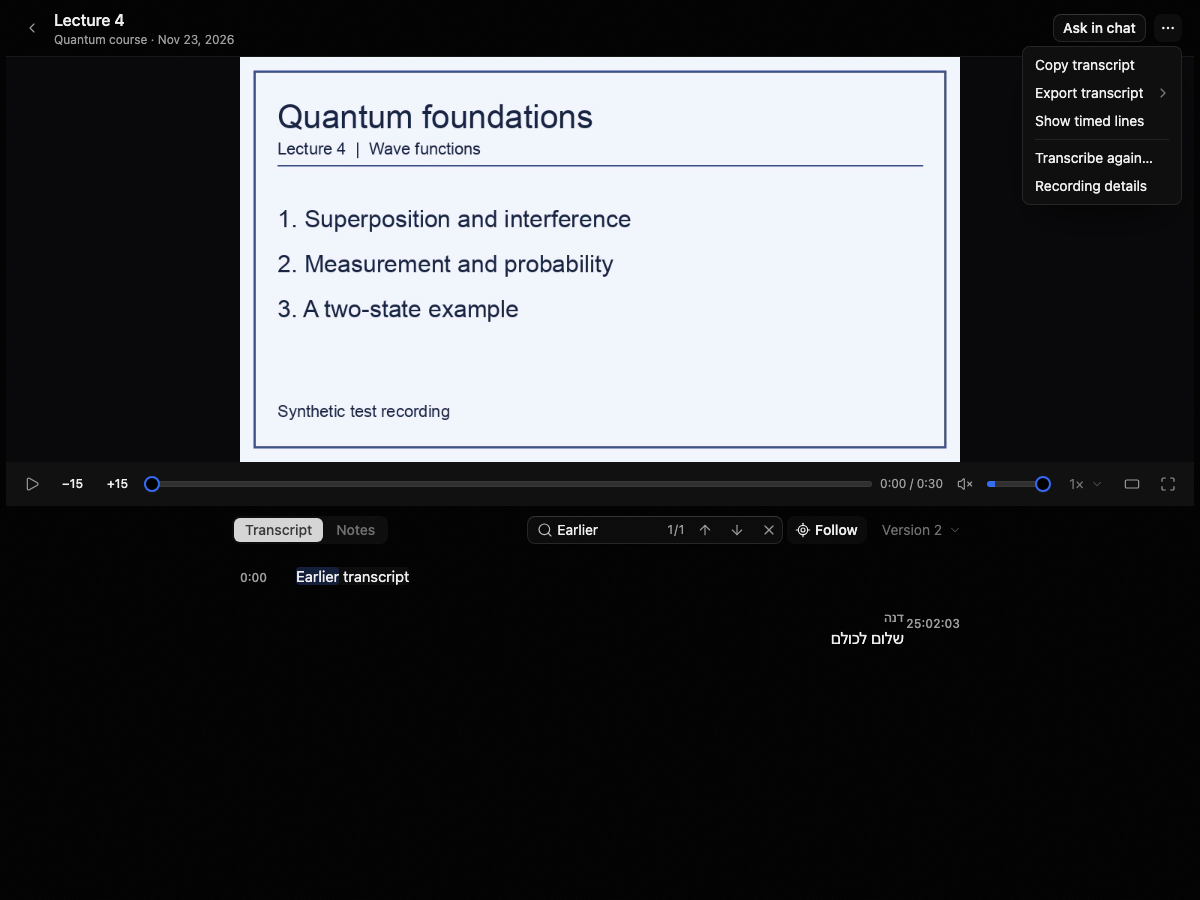 Lecture 4
Quantum course · Nov 23, 2026
Ask in chat
Copy transcript
Export transcript
Show timed lines
Transcribe again...
Recording details
Quantum foundations
Lecture 4 | Wave functions
1. Superposition and interference
2. Measurement and probability
3. A two-state example
Synthetic test recording
−15 +15 0:00 / 0:30 1×
Transcript Notes Earlier 1/1 Follow Version 2
0:00 Earlier transcript
25:02:03 דנה
שלום לכולם